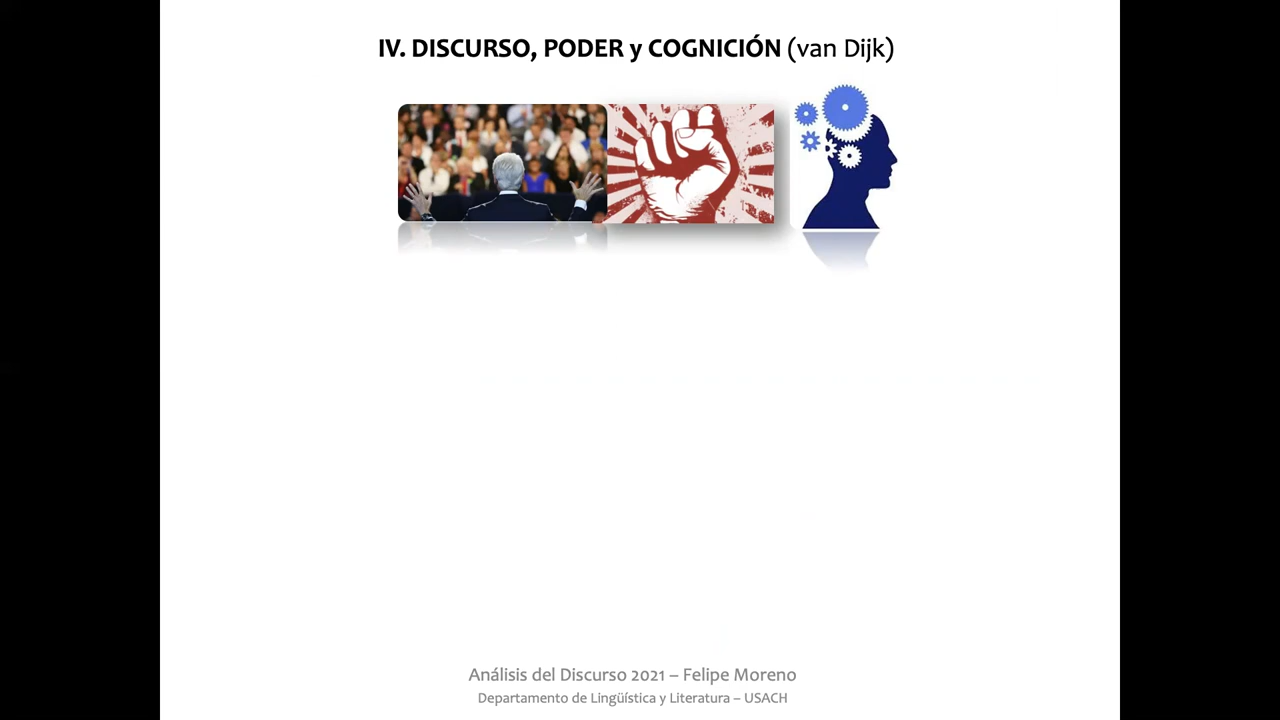 IV. DISCURSO, PODER y COGNICIÓN (van Dijk)
Análisis del Discurso 2021 – Felipe Moreno
Departamento de Lingüística y Literatura – USACH